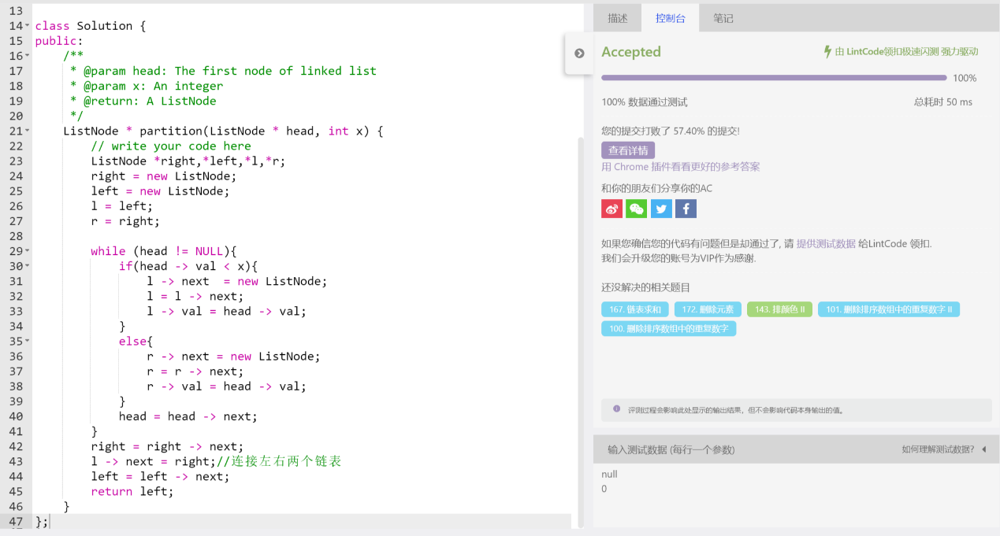 13
14 class Solution {
15 public:
16 /**
17 * @param head: The first node of linked list
18 * @param x: An integer
19 * @return: A ListNode
20 */
21 ListNode * partition(ListNode * head, int x) {
22 // write your code here
23 ListNode *right,*left,*l,*r;
24 right = new ListNode;
25 left = new ListNode;
26 l = left;
27 r = right;
28
29 while (head != NULL){
30 if(head -> val < x){
31 l -> next  = new ListNode;
32 l = l -> next;
33 l -> val = head -> val;
34 }
35 else{
36 r -> next = new ListNode;
37 r = r -> next;
38 r -> val = head -> val;
39 }
40 head = head -> next;
41 }
42 right = right -> next;
43 l -> next = right;//连接左右两个链表
44 left = left -> next;
45 return left;
46 }
47 };
描述 控制台 笔记
Accepted 由 LintCode领扣极速闪测 强力驱动
100%
100% 数据通过测试 总耗时 50 ms
您的提交打败了 57.40% 的提交!
查看详情
用 Chrome 插件看看更好的参考答案
和你的朋友们分享你的AC
如果您确信您的代码有问题但是却通过了, 请 提供测试数据 给LintCode 领扣.
我们会升级您的账号为VIP作为感谢.
还没解决的相关题目
167. 链表求和 172. 删除元素 143. 排颜色 II 101. 删除排序数组中的重复数字 II
100. 删除排序数组中的重复数字
评测过程会影响此处显示的输出结果，但不会影响代码本身输出的值。
输入测试数据 (每行一个参数) 如何理解测试数据?
null
0